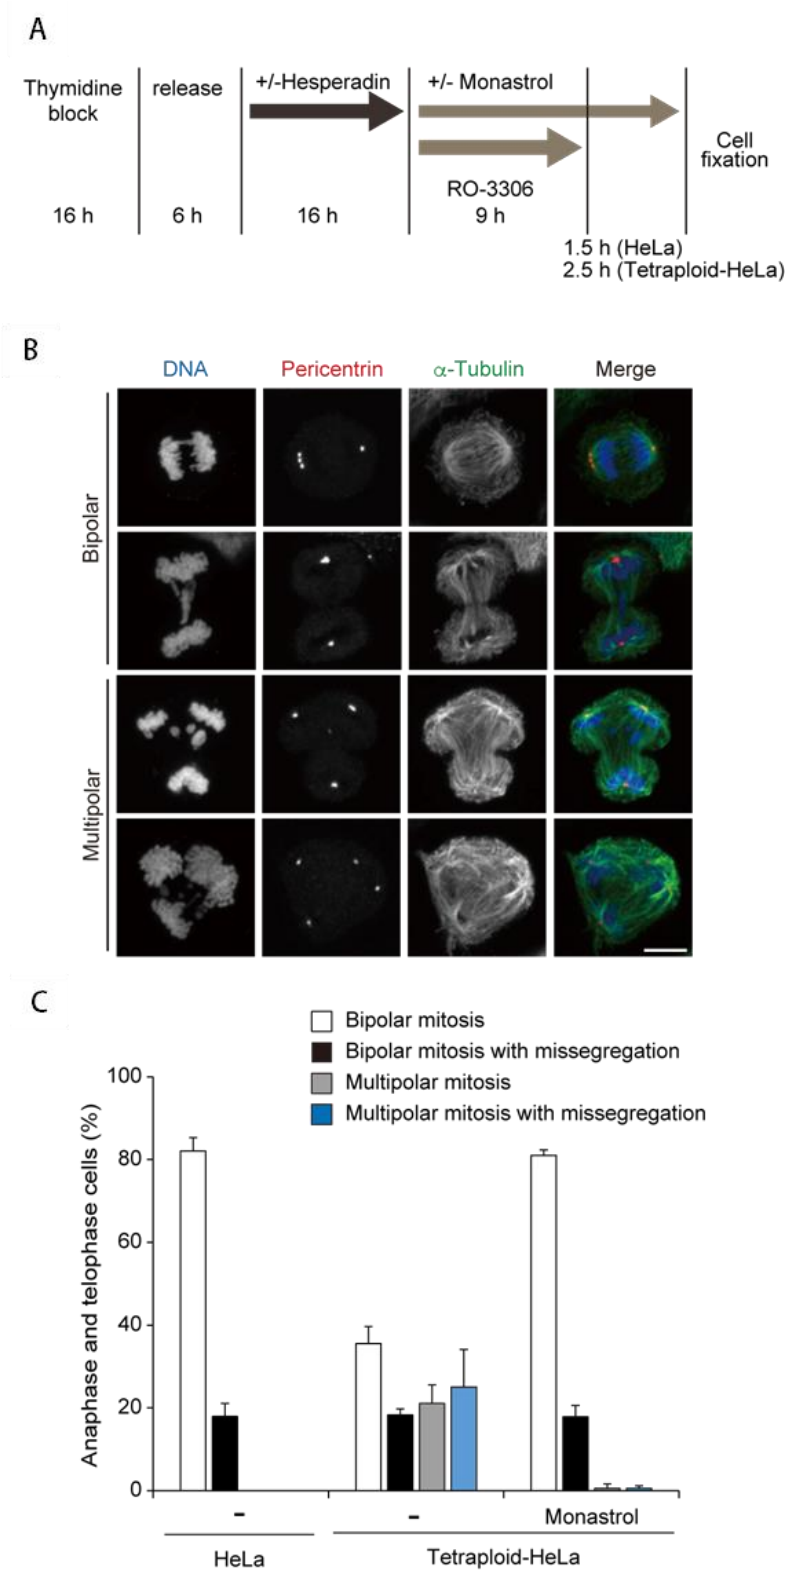 A
Thymidine
block
release
+/-Hesperadin
+/- Monastrol
Cell
fixation
RO-3306
16 h
6 h
16 h
9 h
1.5 h (HeLa)
2.5 h (Tetraploid-HeLa)
B
DNA
Pericentrin
α-Tubulin
Merge
Bipolar
Multipolar
C
Bipolar mitosis
Bipolar mitosis with missegregation
Multipolar mitosis
Multipolar mitosis with missegregation
Anaphase and telophase cells (%)
100
80
60
40
20
0
-
-
Monastrol
HeLa
Tetraploid-HeLa